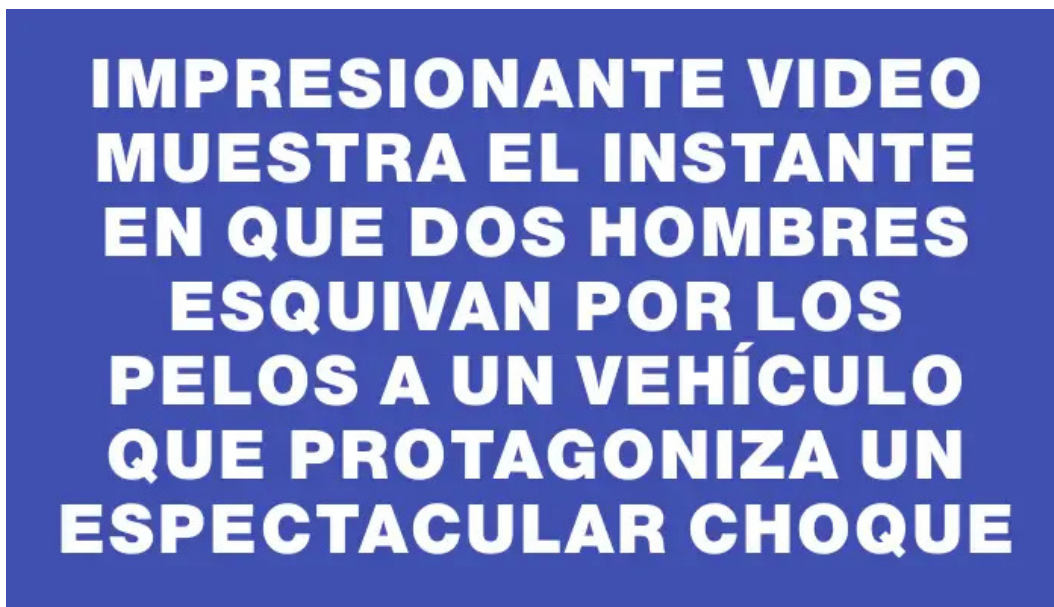 IMPRESIONANTE VIDEO
MUESTRA EL INSTANTE
EN QUE DOS HOMBRES
ESQUIVAN POR LOS
PELOS A UN VEHÍCULO
QUE PROTAGONIZA UN
ESPECTACULAR CHOQUE